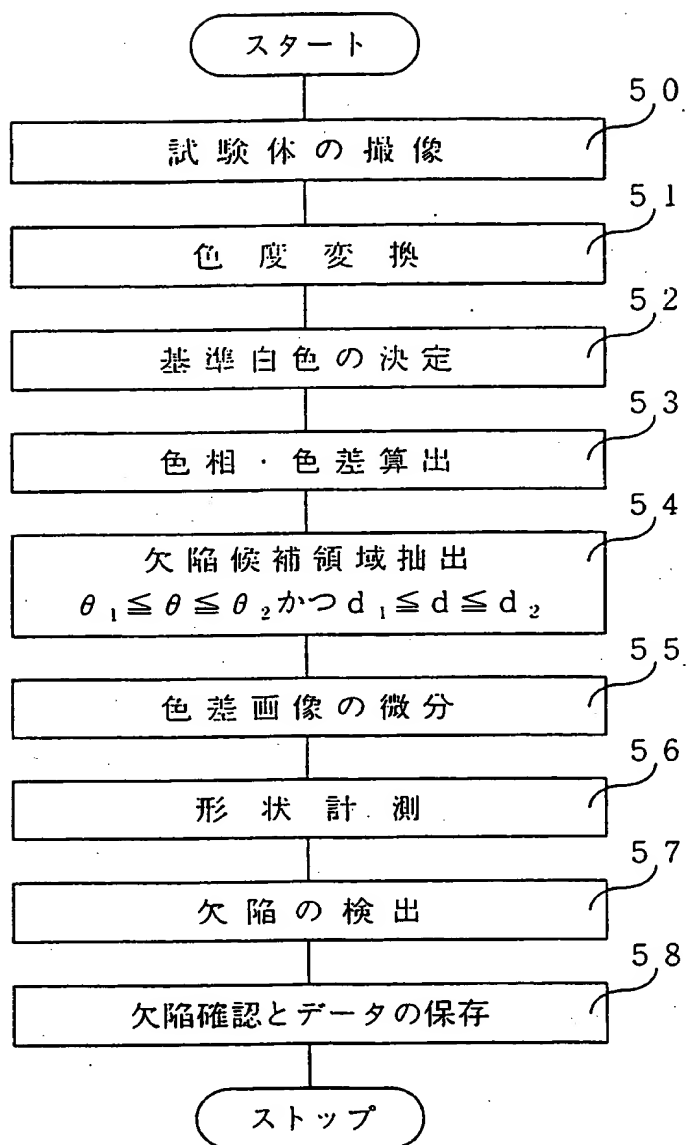 スタート
50
試験体の撮像
51
色度変換
52
基準白色の決定
53
色相・色差算出
54
欠陥候補領域抽出
θ₁≦θ≦θ₂かつd₁≦d≦d₂
55
色差画像の微分
56
形状計測
57
欠陥の検出
58
欠陥確認とデータの保存
ストップ